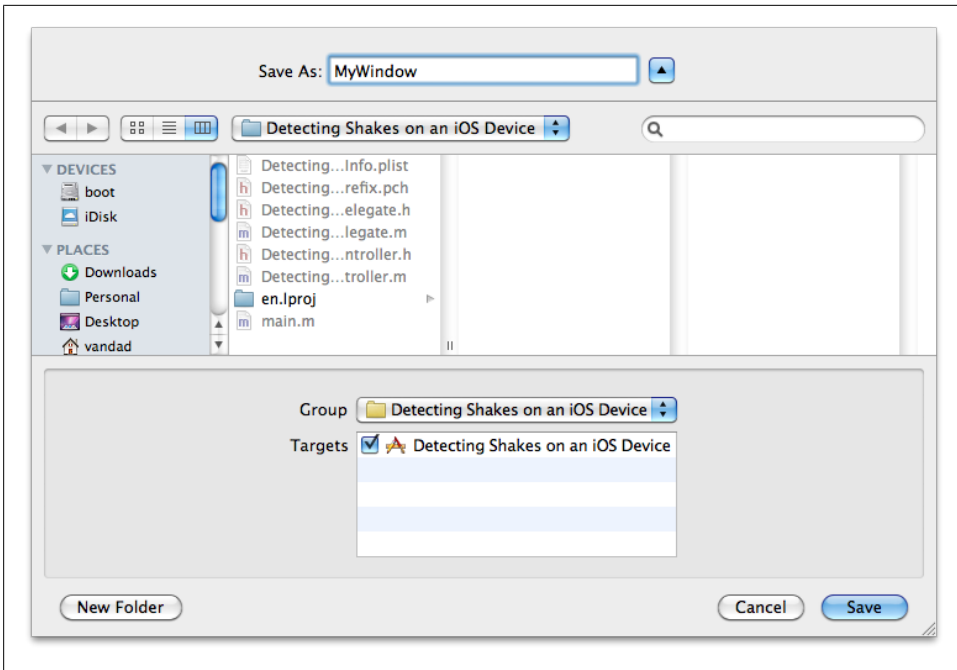 Save As: MyWindow
Detecting Shakes on an iOS Device
DEVICES
boot
iDisk
PLACES
Downloads
Personal
Desktop
vandad
Detecting...Info.plist
Detecting...refix.pch
Detecting...elegate.h
Detecting...legate.m
Detecting...ntroller.h
Detecting...troller.m
en.lproj
main.m
Group Detecting Shakes on an iOS Device
Targets Detecting Shakes on an iOS Device
New Folder Cancel Save